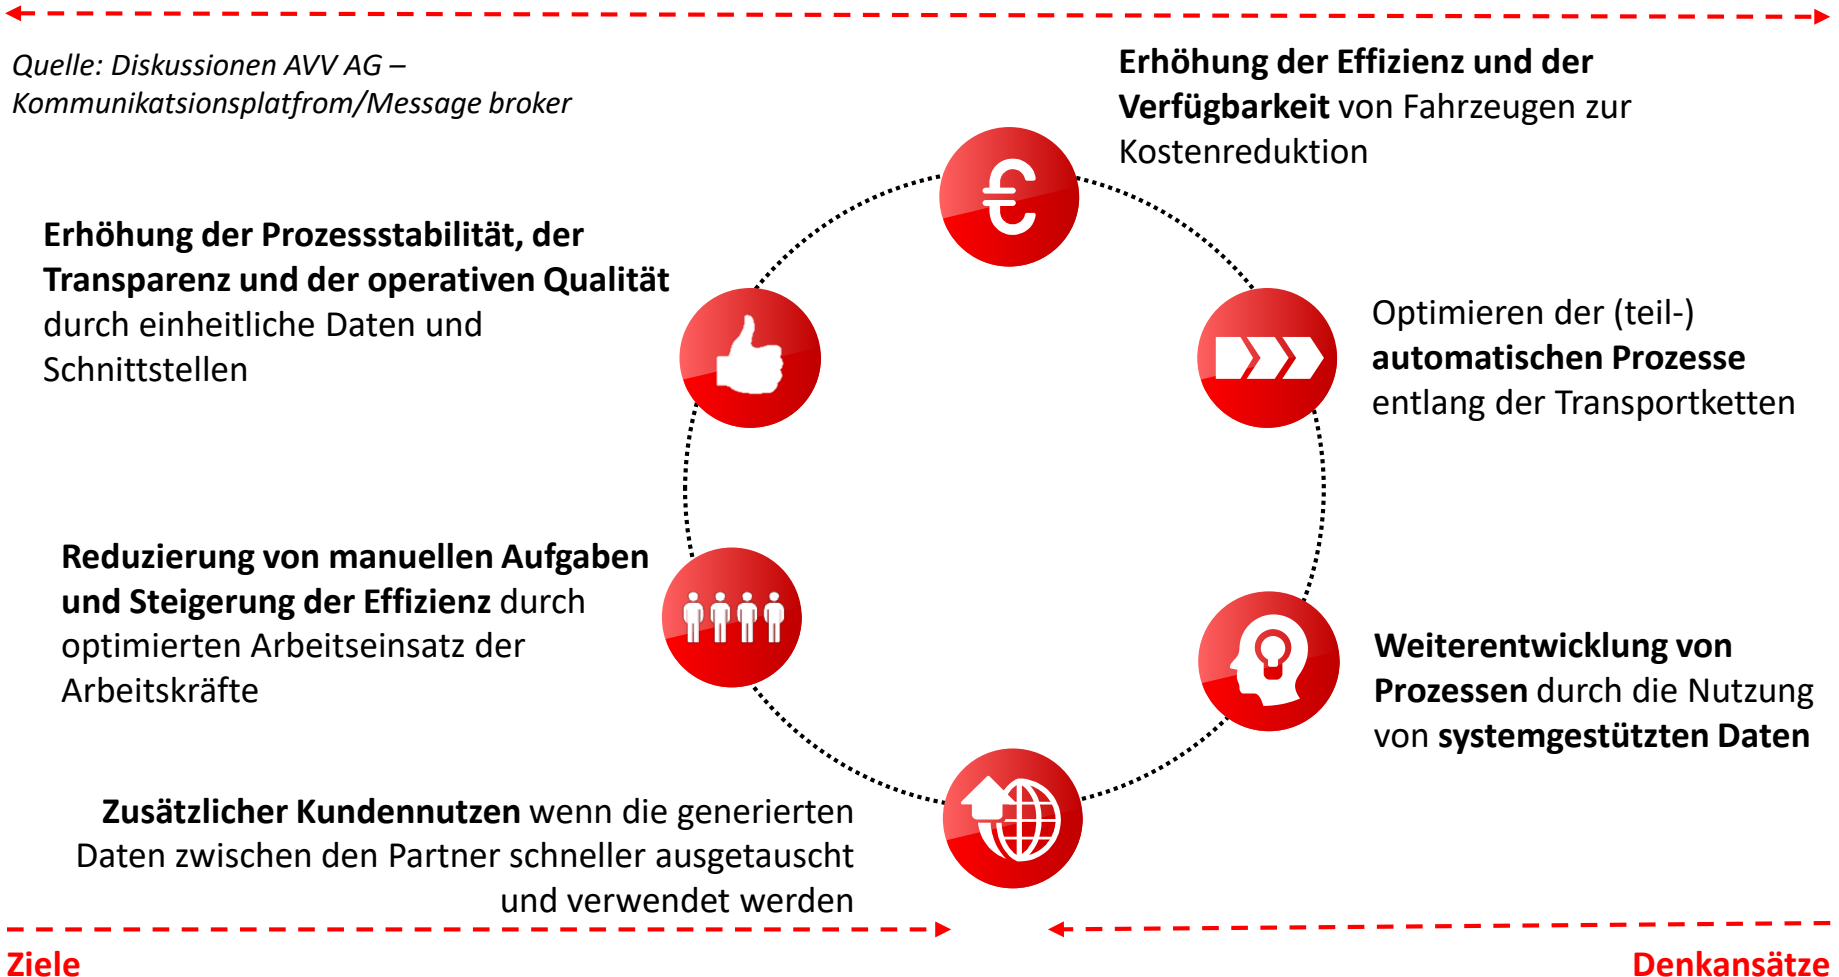 Quelle: Diskussionen AVV AG –
Kommunikatsionsplatfrom/Message broker
Erhöhung der Effizienz und der
Verfügbarkeit von Fahrzeugen zur
Kostenreduktion
Erhöhung der Prozessstabilität, der
Transparenz und der operativen Qualität
durch einheitliche Daten und
Schnittstellen
Optimieren der (teil-)
automatischen Prozesse
entlang der Transportketten
Reduzierung von manuellen Aufgaben
und Steigerung der Effizienz durch
optimierten Arbeitseinsatz der
Arbeitskräfte
Weiterentwicklung von
Prozessen durch die Nutzung
von systemgestützten Daten
Zusätzlicher Kundennutzen wenn die generierten
Daten zwischen den Partner schneller ausgetauscht
und verwendet werden
Ziele
Denkansätze